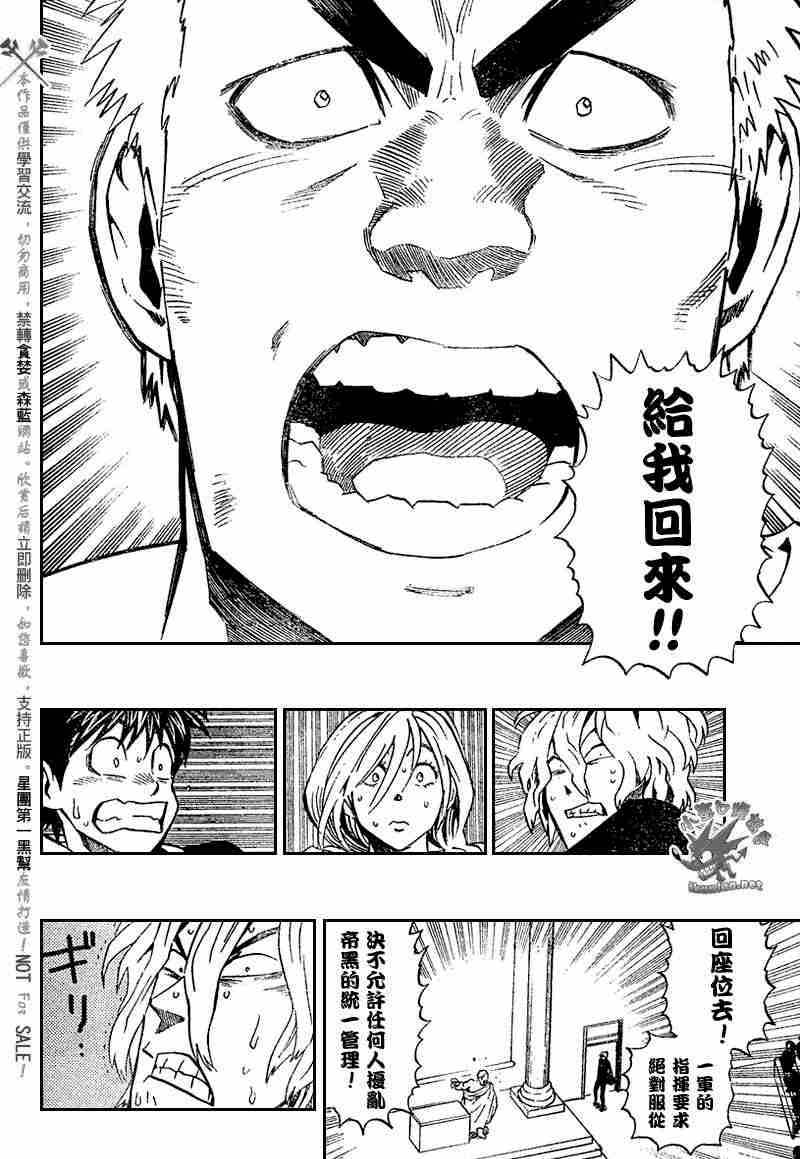 給我回來!!
回座位去！
一軍的
指揮要求
絕對服從
決不允許任何人擾亂
帝黑的統一管理！
ギリ
本作品僅供學習交流，切勿商用，禁轉貪婪或森藍網站。欣賞后請立即刪除，如您喜歡，支持正版。星團第一黑幫友情打造！NOT For SALE！